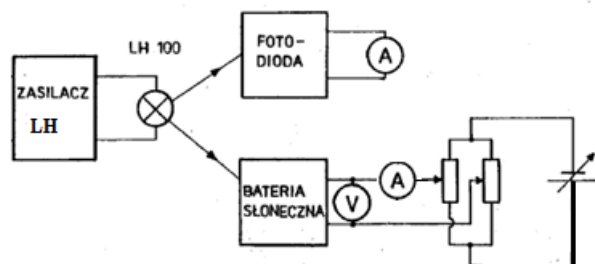 LH 100
FOTO-
DIODA
A
ZASILACZ
LH
BATERIA
SŁONECZNA
A
V